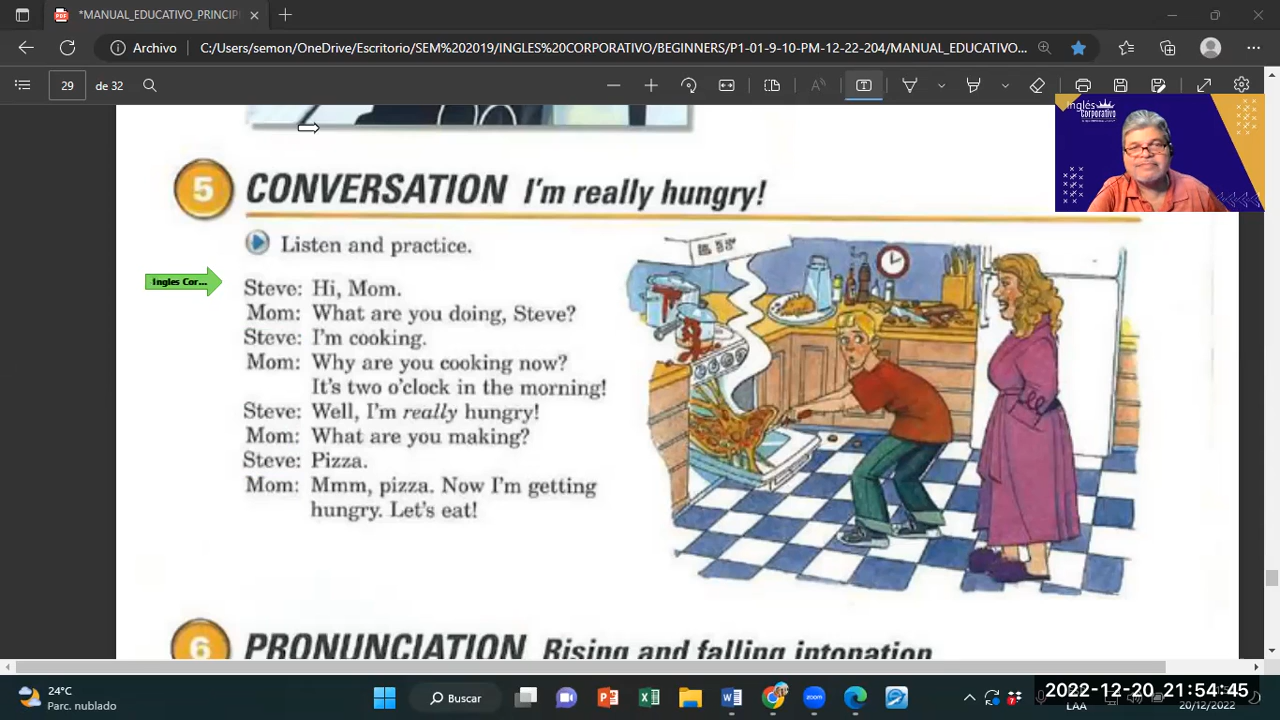 *MANUAL_EDUCATIVO_PRINCIP
Archivo
C:/Users/semon/OneDrive/Escritorio/SEM%202019/INGLES%20CORPORATIVO/BEGINNERS/P1-01-9-10-PM-12-22-204/MANUAL_EDUCATIVO...
29 de 32
Inglés
Corporativo
5 CONVERSATION I'm really hungry!
Listen and practice.
Ingles Cor...
Steve: Hi, Mom.
Mom: What are you doing, Steve?
Steve: I'm cooking.
Mom: Why are you cooking now?
It's two o'clock in the morning!
Steve: Well, I'm really hungry!
Mom: What are you making?
Steve: Pizza.
Mom: Mmm, pizza. Now I'm getting
hungry. Let's eat!
6 PRONUNCIATION Rising and falling intonation
24°C
Parc. nublado
Buscar
LAA
2022-12-20 21:54:45